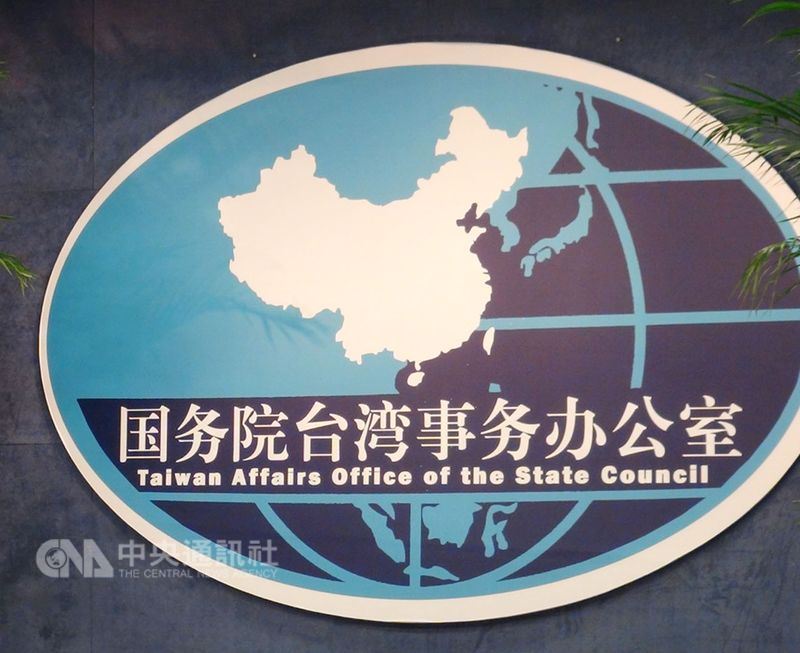 国务院台湾事务办公室
Taiwan Affairs Office of the State Council
CNA 中央通訊社
THE CENTRAL NEWS AGENCY